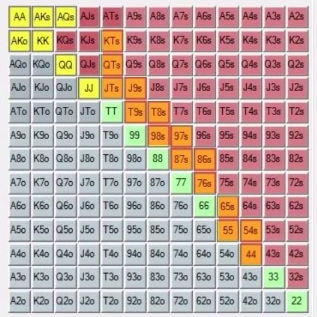 AA AKs AQs AJs ATs A9s A8s A7s A6s A5s A4s A3s A2s
AKo KK KQs KJs KTs K9s K8s K7s K6s K5s K4s K3s K2s
AQo KQo QQ QJs QTs Q9s Q8s Q7s Q6s Q5s Q4s Q3s Q2s
AJo KJo QJo JJ JTs J9s J8s J7s J6s J5s J4s J3s J2s
ATo KTo QTo JTo TT T9s T8s T7s T6s T5s T4s T3s T2s
A9o K9o Q9o J9o T9o 99 98s 97s 96s 95s 94s 93s 92s
A8o K8o Q8o J8o T8o 98o 88 87s 86s 85s 84s 83s 82s
A7o K7o Q7o J7o T7o 97o 87o 77 76s 75s 74s 73s 72s
A6o K6o Q6o J6o T6o 96o 86o 76o 66 65s 64s 63s 62s
A5o K5o Q5o J5o T5o 95o 85o 75o 65o 55 54s 53s 52s
A4o K4o Q4o J4o T4o 94o 84o 74o 64o 54o 44 43s 42s
A3o K3o Q3o J3o T3o 93o 83o 73o 63o 53o 43o 33 32s
A2o K2o Q2o J2o T2o 92o 82o 72o 62o 52o 42o 32o 22